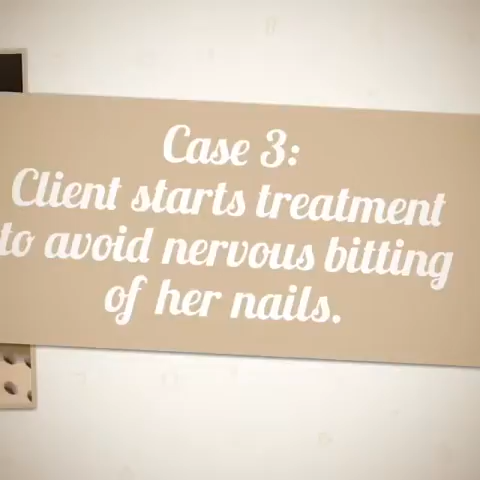 Case 3:
Client starts treatment
to avoid nervous bitting
of her nails.